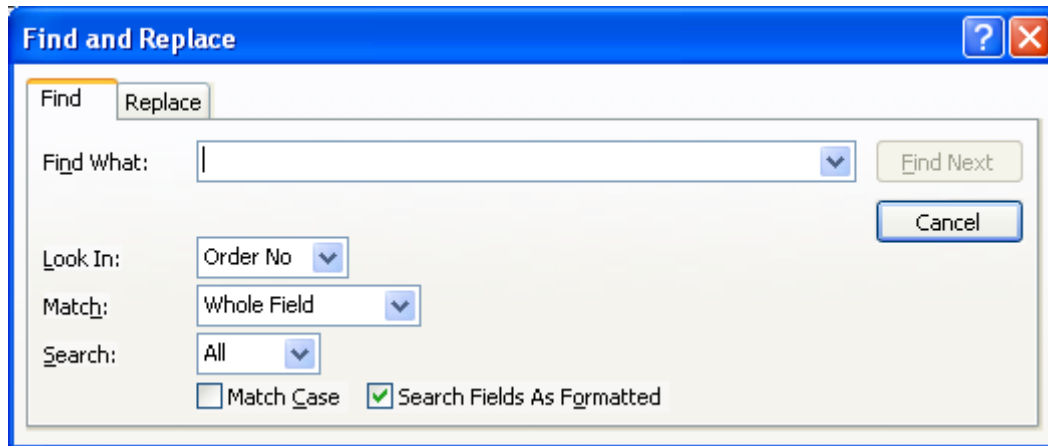 Find and Replace
Find Replace
Find What: Find Next
Cancel
Look In: Order No
Match: Whole Field
Search: All
Match Case Search Fields As Formatted